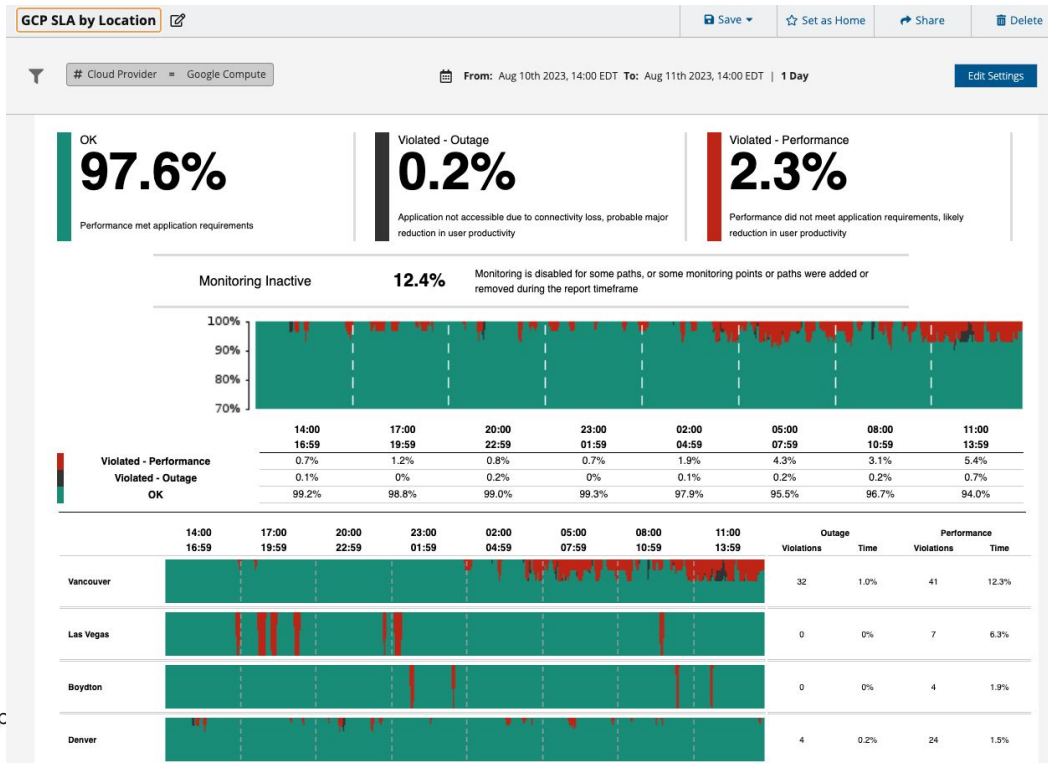 GCP SLA by Location
Save
Set as Home
Share
Delete
# Cloud Provider = Google Compute
From: Aug 10th 2023, 14:00 EDT To: Aug 11th 2023, 14:00 EDT | 1 Day
Edit Settings
OK
97.6%
Performance met application requirements
Violated - Outage
0.2%
Application not accessible due to connectivity loss, probable major
reduction in user productivity
Violated - Performance
2.3%
Performance did not meet application requirements, likely
reduction in user productivity
Monitoring Inactive
12.4%
Monitoring is disabled for some paths, or some monitoring points or paths were added or
removed during the report timeframe
100%
90%
80%
70%
14:00 17:00 20:00 23:00 02:00 05:00 08:00 11:00
16:59 19:59 22:59 01:59 04:59 07:59 10:59 13:59
Violated - Performance 0.7% 1.2% 0.8% 0.7% 1.9% 4.3% 3.1% 5.4%
Violated - Outage 0.1% 0% 0.2% 0% 0.1% 0.2% 0.2% 0.7%
OK 99.2% 98.8% 99.0% 99.3% 97.9% 95.5% 96.7% 94.0%
14:00 17:00 20:00 23:00 02:00 05:00 08:00 11:00 Outage Performance
16:59 19:59 22:59 01:59 04:59 07:59 10:59 13:59 Violations Time Violations Time
Vancouver 32 1.0% 41 12.3%
Las Vegas 0 0% 7 6.3%
Boydton 0 0% 4 1.9%
Denver 4 0.2% 24 1.5%